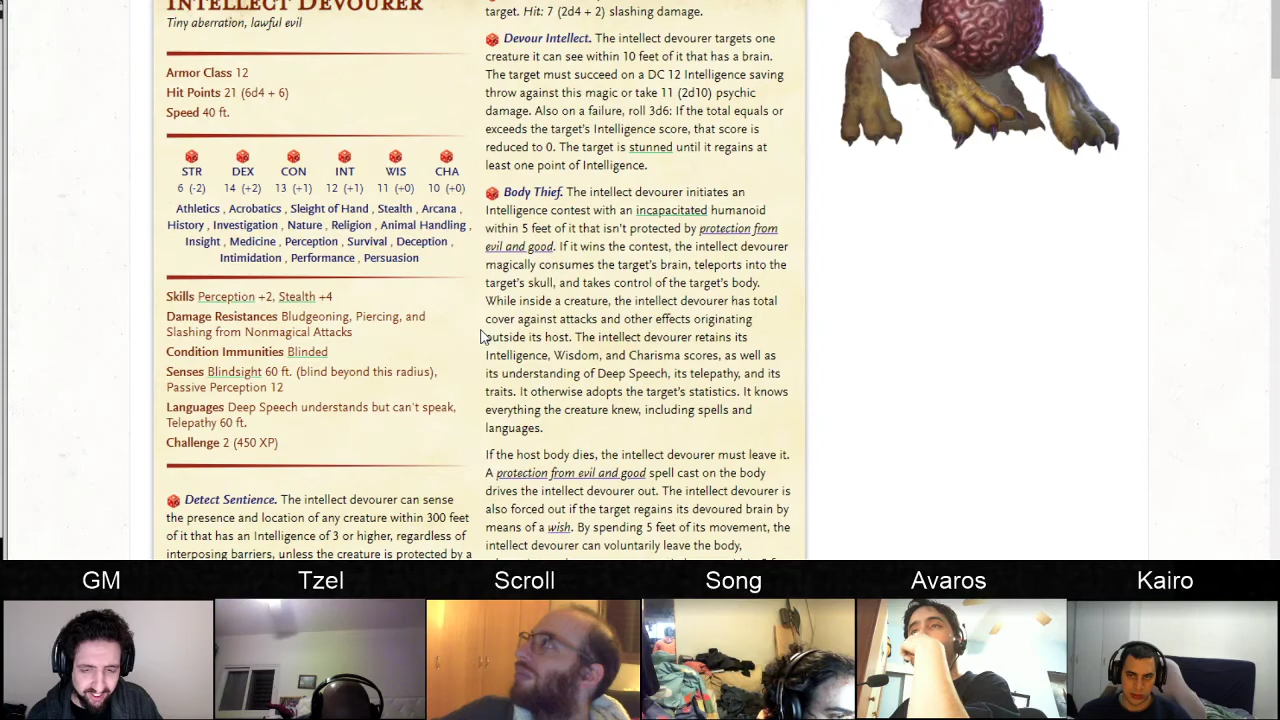 INTELLECT DEVOURER
Tiny aberration, lawful evil
Armor Class 12
Hit Points 21 (6d4 + 6)
Speed 40 ft.
STR DEX CON INT WIS CHA
6 (-2) 14 (+2) 13 (+1) 12 (+1) 11 (+0) 10 (+0)
Athletics , Acrobatics , Sleight of Hand , Stealth , Arcana ,
History , Investigation , Nature , Religion , Animal Handling ,
Insight , Medicine , Perception , Survival , Deception ,
Intimidation , Performance , Persuasion
Skills Perception +2, Stealth +4
Damage Resistances Bludgeoning, Piercing, and
Slashing from Nonmagical Attacks
Condition Immunities Blinded
Senses Blindsight 60 ft. (blind beyond this radius),
Passive Perception 12
Languages Deep Speech understands but can't speak,
Telepathy 60 ft.
Challenge 2 (450 XP)
Detect Sentience. The intellect devourer can sense
the presence and location of any creature within 300 feet
of it that has an Intelligence of 3 or higher, regardless of
interposing barriers, unless the creature is protected by a
target. Hit: 7 (2d4 + 2) slashing damage.
Devour Intellect. The intellect devourer targets one
creature it can see within 10 feet of it that has a brain.
The target must succeed on a DC 12 Intelligence saving
throw against this magic or take 11 (2d10) psychic
damage. Also on a failure, roll 3d6: If the total equals or
exceeds the target's Intelligence score, that score is
reduced to 0. The target is stunned until it regains at
least one point of Intelligence.
Body Thief. The intellect devourer initiates an
Intelligence contest with an incapacitated humanoid
within 5 feet of it that isn't protected by protection from
evil and good. If it wins the contest, the intellect devourer
magically consumes the target's brain, teleports into the
target's skull, and takes control of the target's body.
While inside a creature, the intellect devourer has total
cover against attacks and other effects originating
outside its host. The intellect devourer retains its
Intelligence, Wisdom, and Charisma scores, as well as
its understanding of Deep Speech, its telepathy, and its
traits. It otherwise adopts the target's statistics. It knows
everything the creature knew, including spells and
languages.
If the host body dies, the intellect devourer must leave it.
A protection from evil and good spell cast on the body
drives the intellect devourer out. The intellect devourer is
also forced out if the target regains its devoured brain by
means of a wish. By spending 5 feet of its movement, the
intellect devourer can voluntarily leave the body,
GM Tzel Scroll Song Avaros Kairo